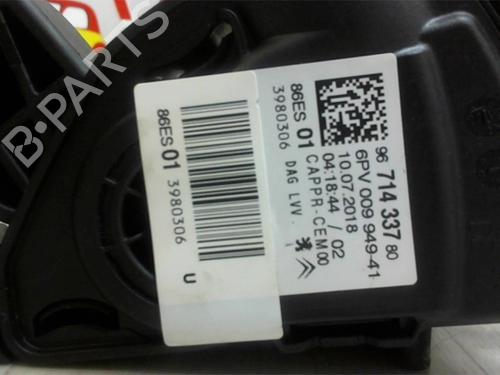 B-PARTS
96 714 337 80
6PV 009 949-41
10.07.2018
04:18:44 / 02
CAPPR-CEM00
86ES 01
3980306 DAG LVV.
86ES 01
3980306 U